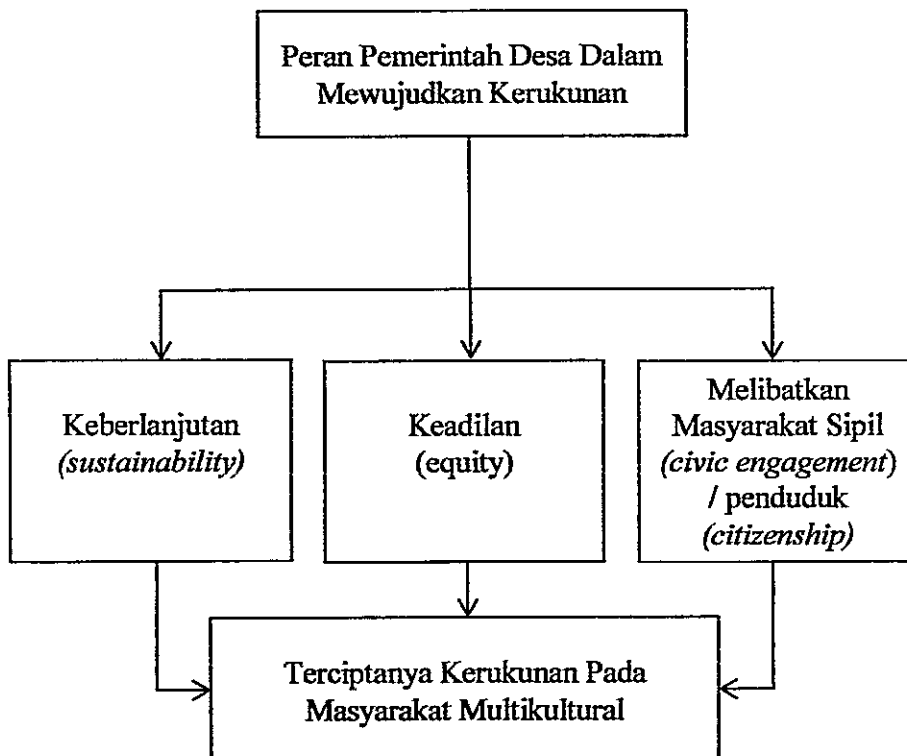 Peran Pemerintah Desa Dalam
Mewujudkan Kerukunan
Keberlanjutan
(sustainability)
Keadilan
(equity)
Melibatkan
Masyarakat Sipil
(civic engagement)
/ penduduk
(citizenship)
Terciptanya Kerukunan Pada
Masyarakat Multikultural